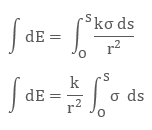 ∫ dE = ∫₀ˢ kσ ds / r²
∫ dE = k / r² ∫₀ˢ σ ds